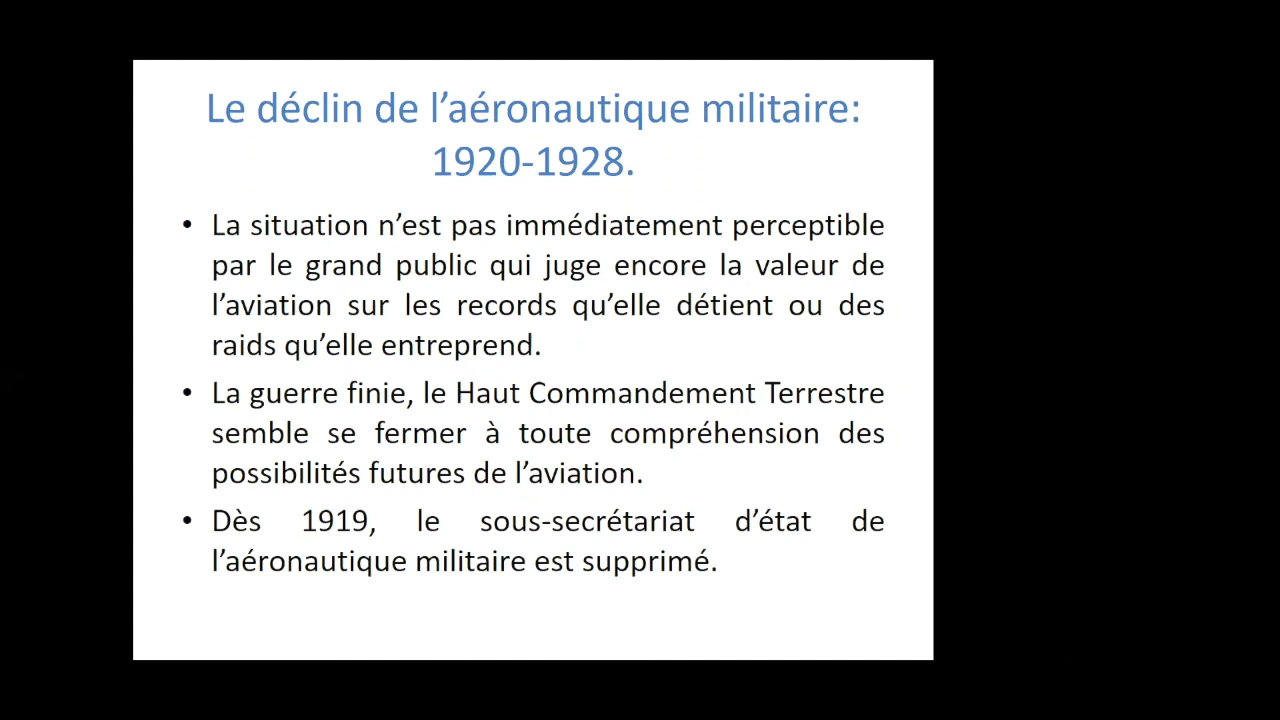 Le déclin de l’aéronautique militaire:
1920-1928.
• La situation n’est pas immédiatement perceptible
par le grand public qui juge encore la valeur de
l’aviation sur les records qu’elle détient ou des
raids qu’elle entreprend.
• La guerre finie, le Haut Commandement Terrestre
semble se fermer à toute compréhension des
possibilités futures de l’aviation.
• Dès 1919, le sous-secrétariat d’état de
l’aéronautique militaire est supprimé.